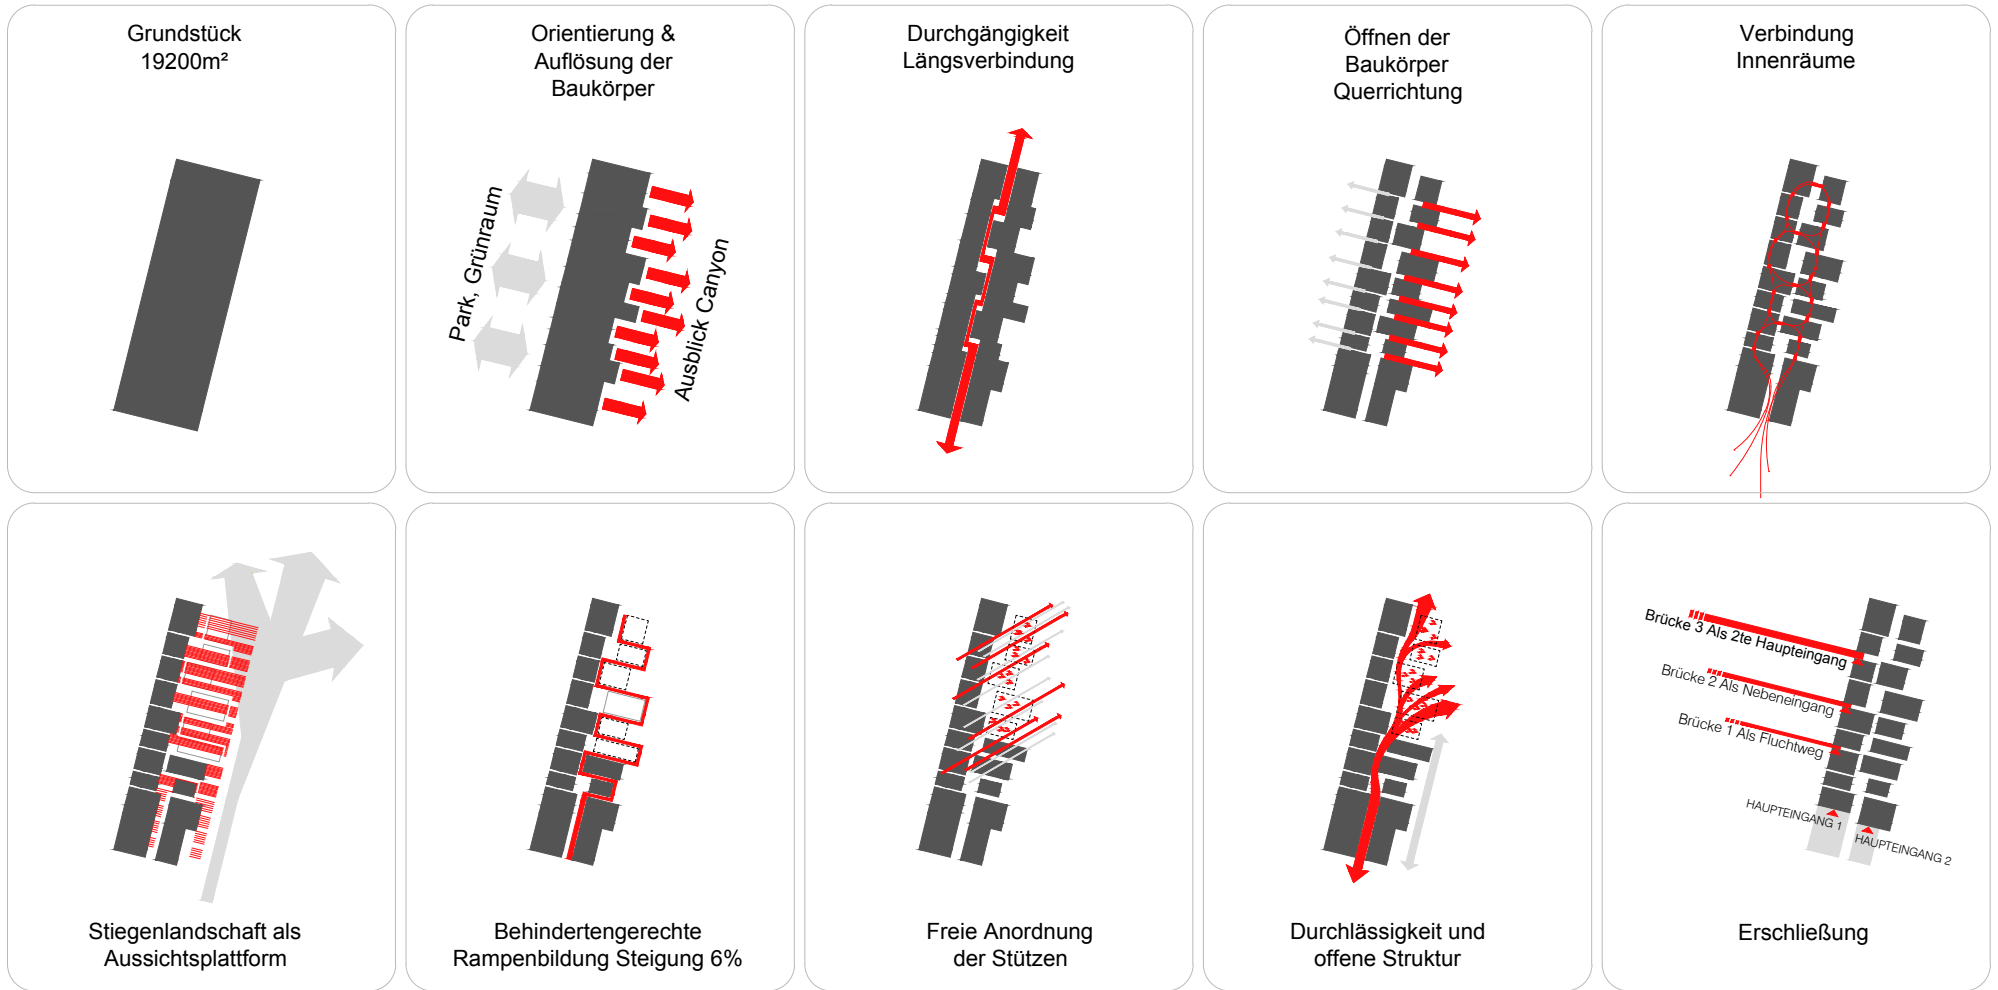 Grundstück
19200m²
Orientierung &
Auflösung der
Baukörper
Park, Grünraum
Ausblick Canyon
Durchgängigkeit
Längsverbindung
Öffnen der
Baukörper
Querrichtung
Verbindung
Innenräume
Stiegenlandschaft als
Aussichtsplattform
Behindertengerechte
Rampenbildung Steigung 6%
Freie Anordnung
der Stützen
Durchlässigkeit und
offene Struktur
Brücke 3 Als 2te Haupteingang
Brücke 2 Als Nebeneingang
Brücke 1 Als Fluchtweg
HAUPTEINGANG 1
HAUPTEINGANG 2
Erschließung